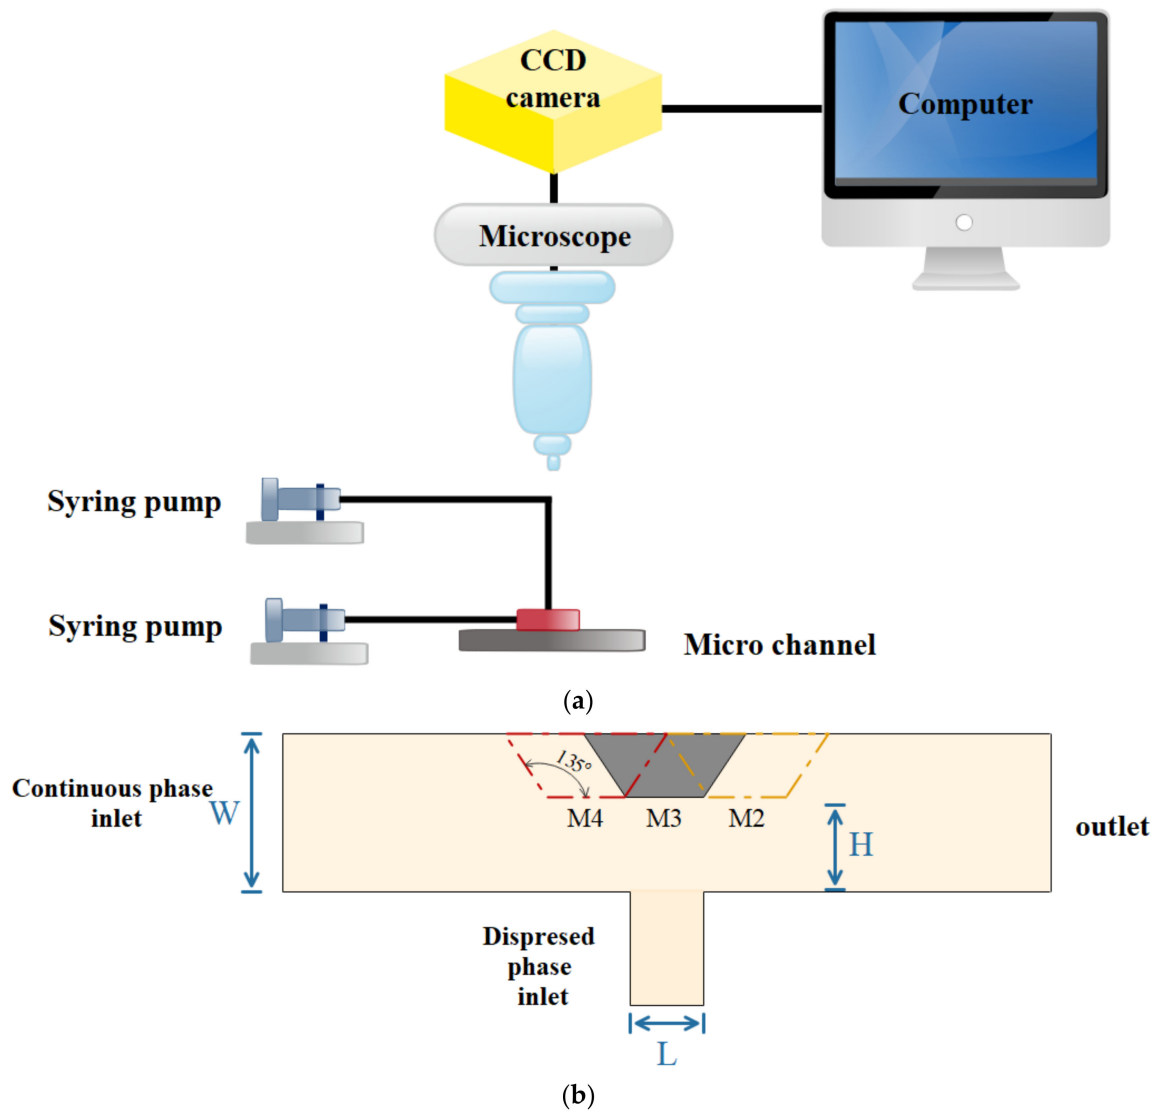 CCD
camera
Computer
Microscope
Syring pump
Syring pump
Micro channel
(a)
135°
Continuous phase
inlet
W
M4
M3
M2
H
outlet
Dispresed
phase
inlet
L
(b)